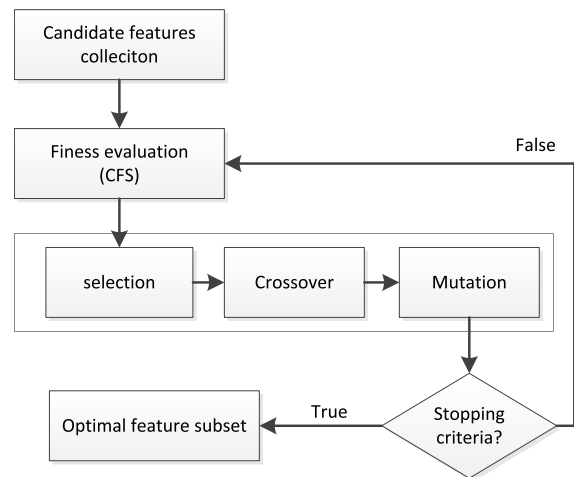 Candidate features
colleciton
Finess evaluation
(CFS)
False
selection
Crossover
Mutation
Optimal feature subset
True
Stopping
criteria?